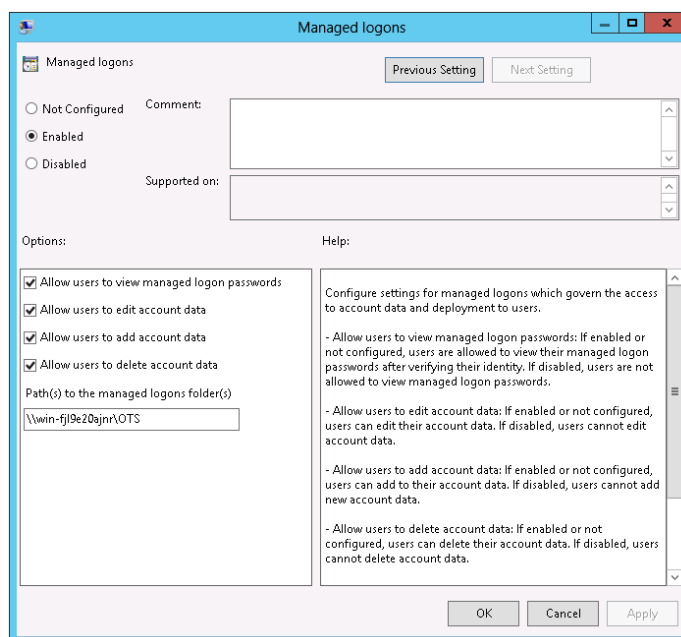 Managed logons
Managed logons
Previous Setting
Next Setting
Not Configured
Comment:
Enabled
Disabled
Supported on:
Options:
Help:
Allow users to view managed logon passwords
Allow users to edit account data
Allow users to add account data
Allow users to delete account data
Path(s) to the managed logons folder(s)
\\win-fjl9e20ajnr\OTS
Configure settings for managed logons which govern the access
to account data and deployment to users.
- Allow users to view managed logon passwords: If enabled or
not configured, users are allowed to view their managed logon
passwords after verifying their identity. If disabled, users are not
allowed to view managed logon passwords.
- Allow users to edit account data: If enabled or not configured,
users can edit their account data. If disabled, users cannot edit
account data.
- Allow users to add account data: If enabled or not configured,
users can add to their account data. If disabled, users cannot add
new account data.
- Allow users to delete account data: If enabled or not
configured, users can delete their account data. If disabled, users
cannot delete account data.
OK
Cancel
Apply